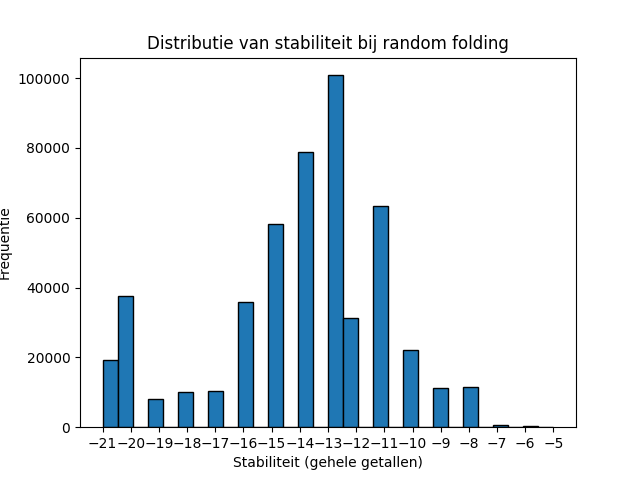 Distributie van stabiliteit bij random folding
100000
80000
60000
40000
20000
0
Frequentie
−21 −20 −19 −18 −17 −16 −15 −14 −13 −12 −11 −10 −9 −8 −7 −6 −5
Stabiliteit (gehele getallen)